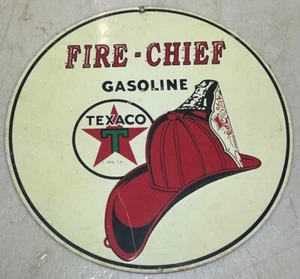 FIRE-CHIEF
GASOLINE
TEXACO
T